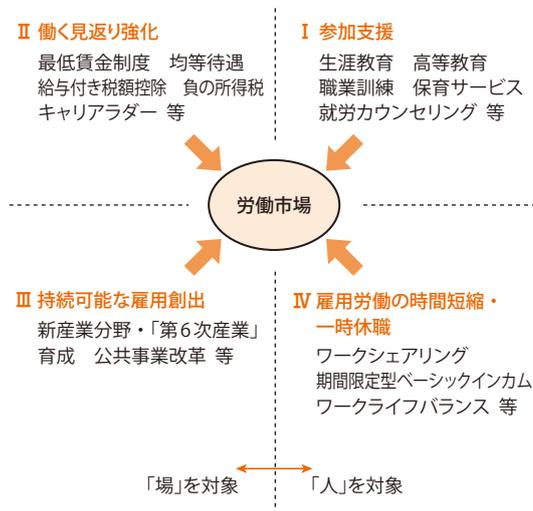 Ⅱ 働く見返り強化
最低賃金制度　均等待遇
給与付き税額控除　負の所得税
キャリアラダー 等
Ⅰ 参加支援
生涯教育　高等教育
職業訓練　保育サービス
就労カウンセリング 等
労働市場
Ⅲ 持続可能な雇用創出
新産業分野・「第6次産業」
育成　公共事業改革 等
Ⅳ 雇用労働の時間短縮・
一時休職
ワークシェアリング
期間限定型ベーシックインカム
ワークライフバランス 等
「場」を対象
「人」を対象